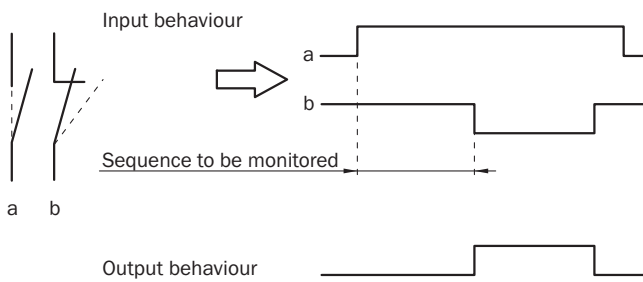 Input behaviour
a
b
Sequence to be monitored
a b
Output behaviour